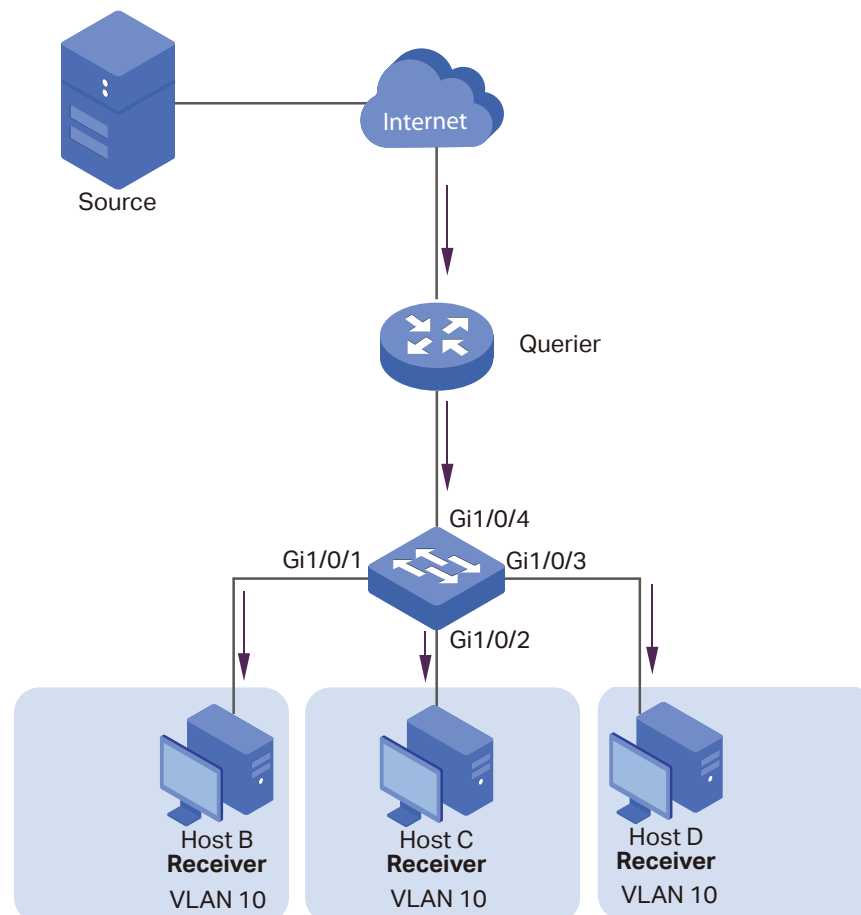 Internet
Source
Querier
Gi1/0/4
Gi1/0/1
Gi1/0/3
Gi1/0/2
Host B
Receiver
VLAN 10
Host C
Receiver
VLAN 10
Host D
Receiver
VLAN 10